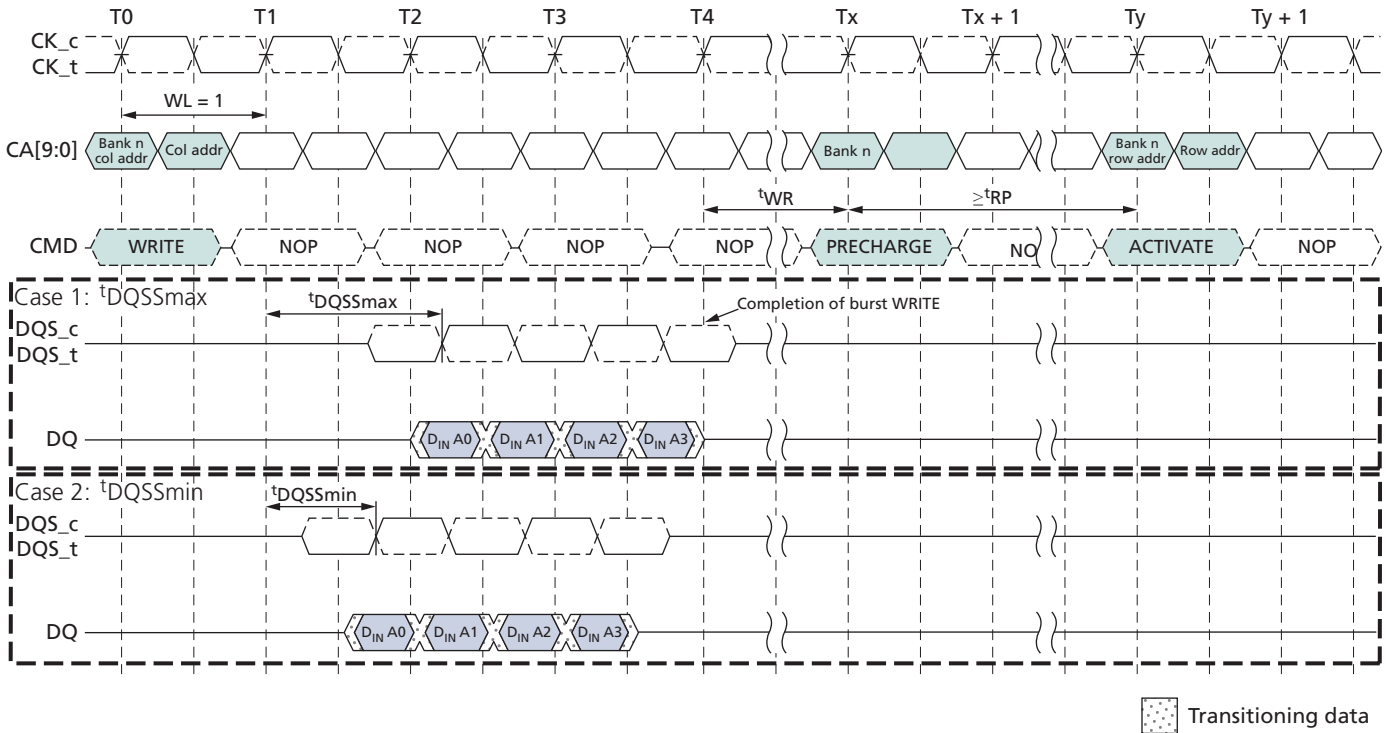 T0 T1 T2 T3 T4 Tx Tx + 1 Ty Ty + 1
CK_c
CK_t
WL = 1
CA[9:0] Bank n col addr Col addr Bank n Bank n row addr Row addr
tWR ≥tRP
CMD WRITE NOP NOP NOP NOP PRECHARGE NO ACTIVATE NOP
Case 1: tDQSSmax
tDQSSmax
Completion of burst WRITE
DQS_c
DQS_t
DQ DIN A0 DIN A1 DIN A2 DIN A3
Case 2: tDQSSmin
tDQSSmin
DQS_c
DQS_t
DQ DIN A0 DIN A1 DIN A2 DIN A3
Transitioning data